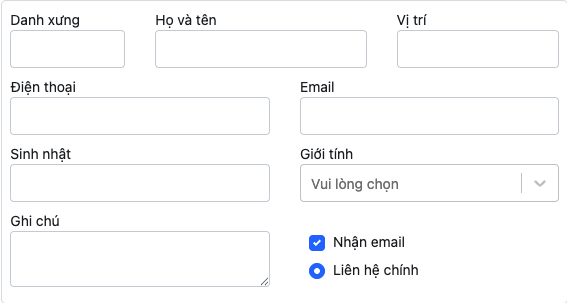 Danh xưng Họ và tên Vị trí
Điện thoại Email
Sinh nhật Giới tính
Vui lòng chọn
Ghi chú
Nhận email
Liên hệ chính